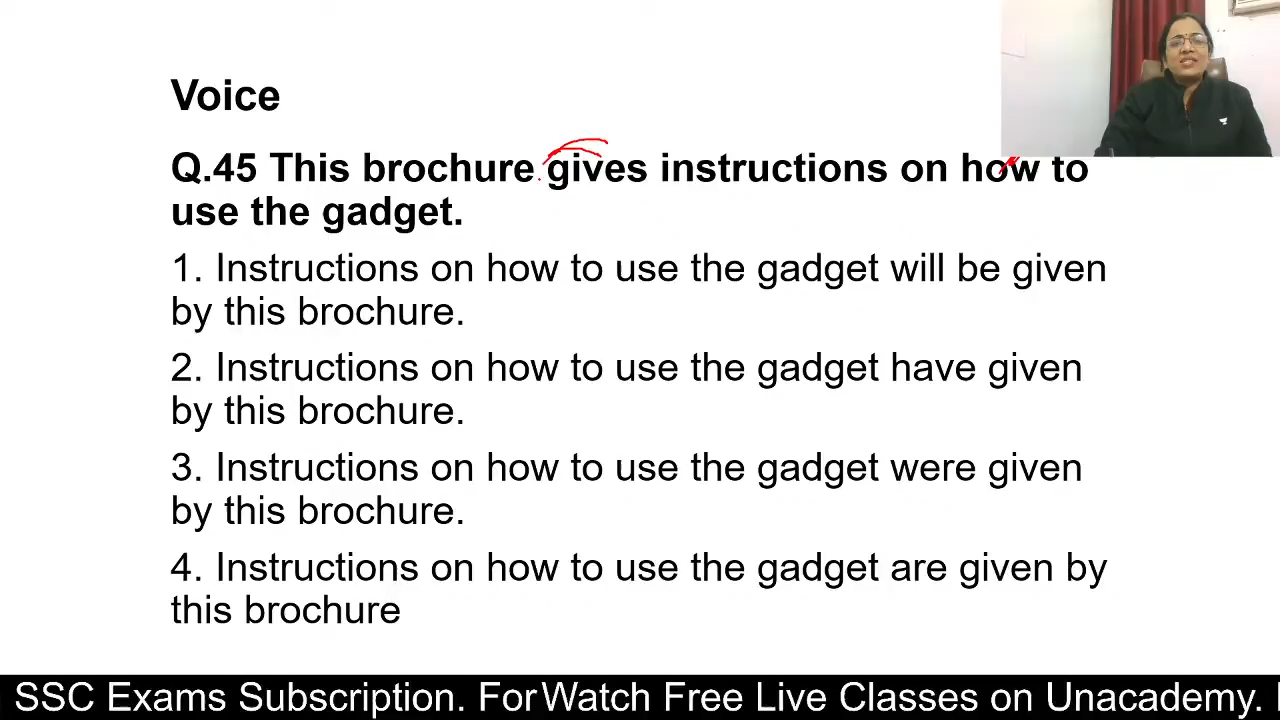 Voice
Q.45 This brochure gives instructions on how to
use the gadget.
1. Instructions on how to use the gadget will be given
by this brochure.
2. Instructions on how to use the gadget have given
by this brochure.
3. Instructions on how to use the gadget were given
by this brochure.
4. Instructions on how to use the gadget are given by
this brochure
SSC Exams Subscription. For Watch Free Live Classes on Unacademy.